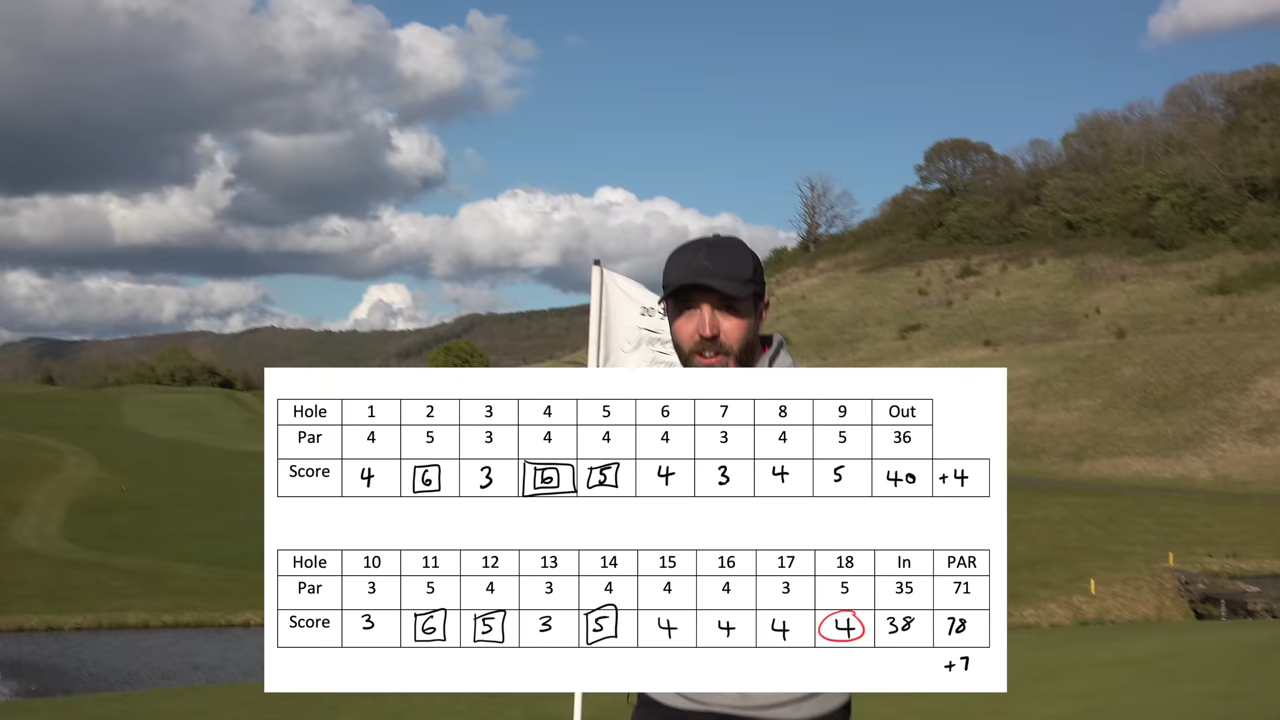 Hole 1 2 3 4 5 6 7 8 9 Out
Par 4 5 3 4 4 4 3 4 5 36
Score 4 6 3 6 5 4 3 4 5 40 +4
Hole 10 11 12 13 14 15 16 17 18 In PAR
Par 3 5 4 3 4 4 4 3 5 35 71
Score 3 6 5 3 5 4 4 4 4 38 78
+7